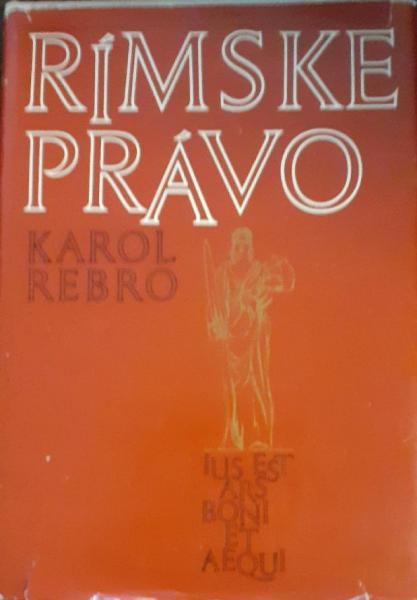 RÍMSKE
PRÁVO
KAROL
REBRO
IUS EST
ARS
BONI
ET
AEQUI